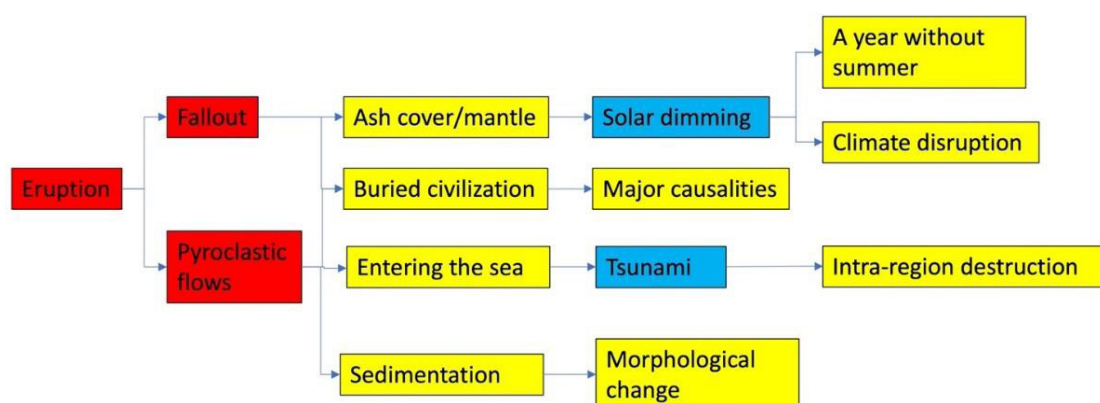 A year without
summer
Fallout
Ash cover/mantle
Solar dimming
Climate disruption
Eruption
Buried civilization
Major causalities
Pyroclastic
flows
Entering the sea
Tsunami
Intra-region destruction
Sedimentation
Morphological
change